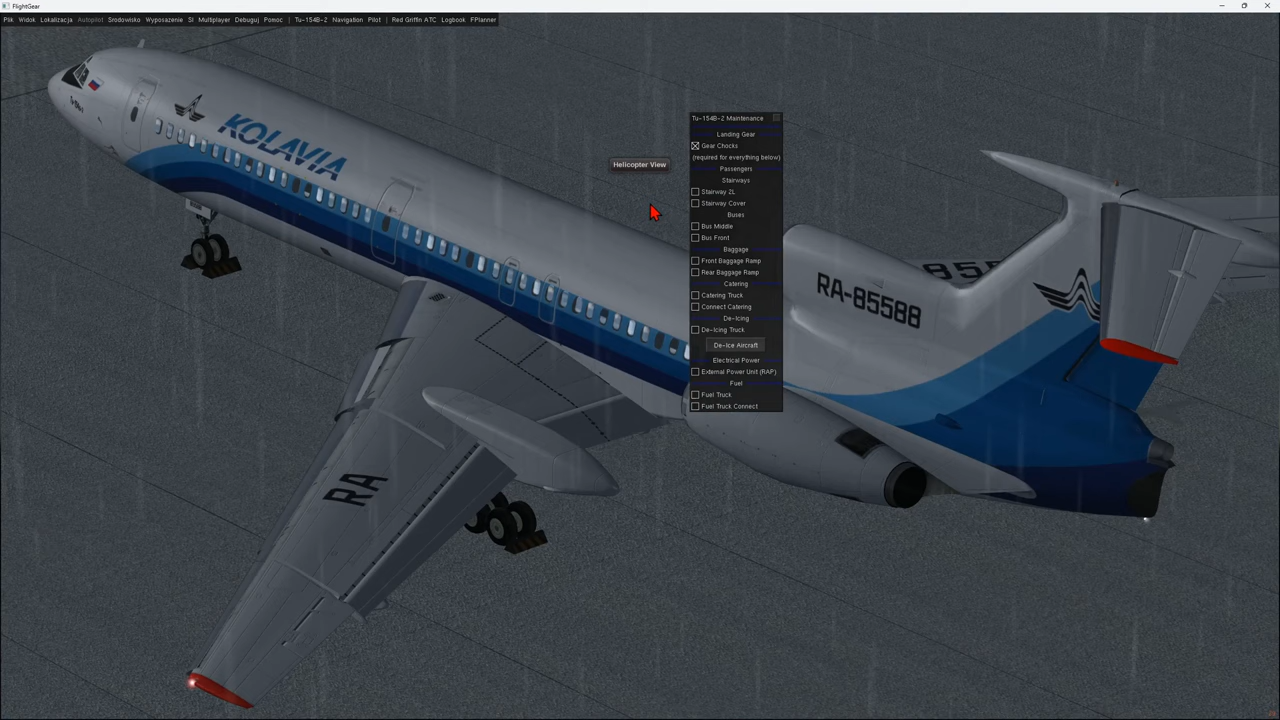 FlightGear
Plik Widok Lokalizacja Autopilot Srodowisko Wyposazenie SI Multiplayer Debuguj Pomoc Tu-154B-2 Navigation Pilot Red Griffin ATC Logbook FPlanner
KOLAVIA
Helicopter View
Tu-154B-2 Maintenance
Landing Gear
Gear Chocks
(required for everything below)
Passengers
Stairways
Stairway ZL
Stairway Cover
Buses
Bus Middle
Bus Front
Baggage
Front Baggage Ramp
Rear Baggage Ramp
Catering
Catering Truck
Connect Catering
De-Icing
De-Icing Truck
De-Ice Aircraft
Electrical Power
External Power Unit (RAP)
Fuel
Fuel Truck
Fuel Truck Connect
RA-85588
RA